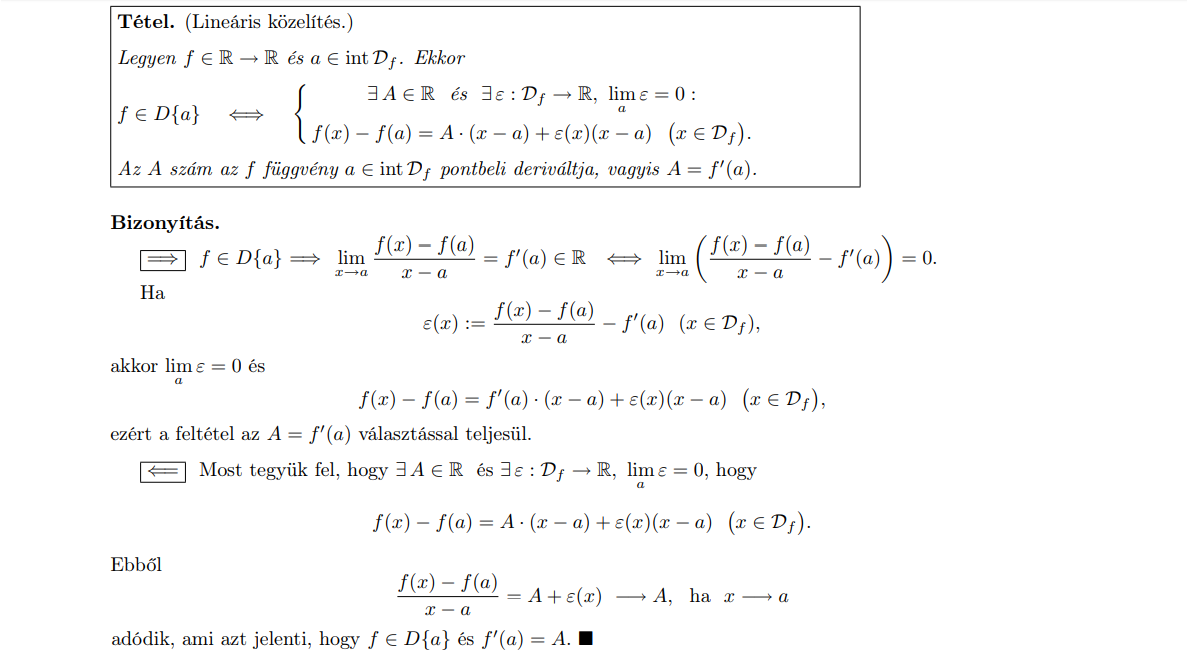 Tétel. (Lineáris közelítés.)
Legyen f ∈ ℝ → ℝ és a ∈ int 𝒟_f. Ekkor
f ∈ D{a} ⟺ { ∃ A ∈ ℝ és ∃ ε : 𝒟_f → ℝ, lim_a ε = 0 :
f(x) − f(a) = A · (x − a) + ε(x)(x − a) (x ∈ 𝒟_f).
Az A szám az f függvény a ∈ int 𝒟_f pontbeli deriváltja, vagyis A = f′(a).
Bizonyítás.
⟹ f ∈ D{a} ⟹ lim_{x→a} (f(x) − f(a))/(x − a) = f′(a) ∈ ℝ ⟺ lim_{x→a} ((f(x) − f(a))/(x − a) − f′(a)) = 0.
Ha
ε(x) := (f(x) − f(a))/(x − a) − f′(a) (x ∈ 𝒟_f),
akkor lim_a ε = 0 és
f(x) − f(a) = f′(a) · (x − a) + ε(x)(x − a) (x ∈ 𝒟_f),
ezért a feltétel az A = f′(a) választással teljesül.
⟸ Most tegyük fel, hogy ∃ A ∈ ℝ és ∃ ε : 𝒟_f → ℝ, lim_a ε = 0, hogy
f(x) − f(a) = A · (x − a) + ε(x)(x − a) (x ∈ 𝒟_f).
Ebből
(f(x) − f(a))/(x − a) = A + ε(x) ⟶ A, ha x ⟶ a
adódik, ami azt jelenti, hogy f ∈ D{a} és f′(a) = A. ■